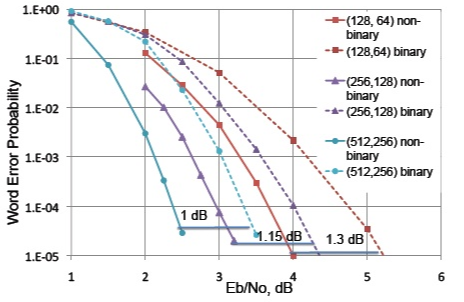 1.E+00
1.E-01
1.E-02
1.E-03
1.E-04
1.E-05
Word Error Probability
1
2
3
4
5
6
Eb/No, dB
(128, 64) non-
binary
(128,64) binary
(256,128) non-
binary
(256,128) binary
(512,256) non-
binary
(512,256) binary
1 dB
1.15 dB
1.3 dB